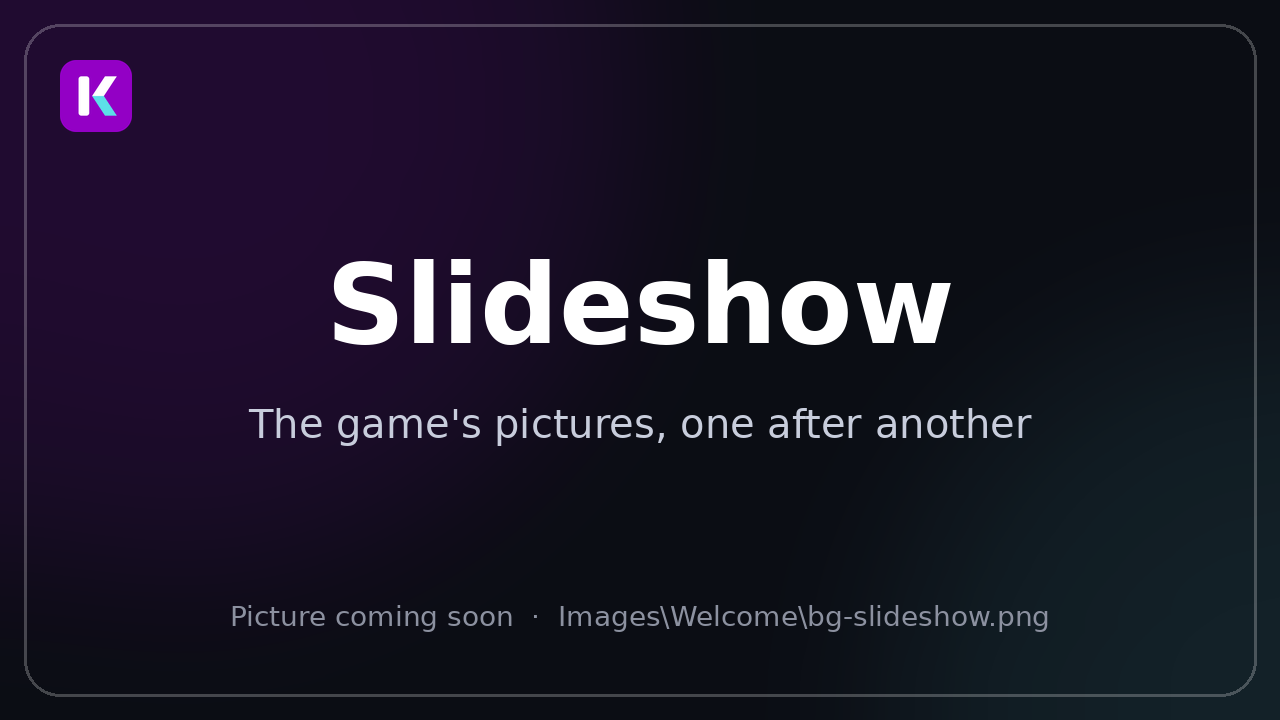 K
Slideshow
The game's pictures, one after another
Picture coming soon · Images\Welcome\bg-slideshow.png